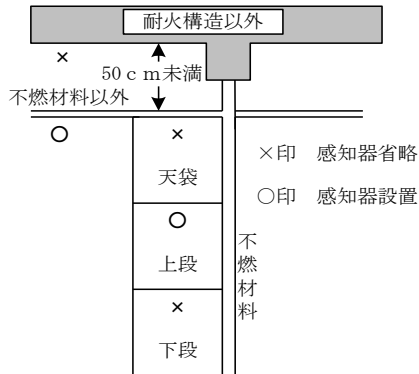 耐火構造以外
×
50ｃｍ未満
不燃材料以外
○
×
天袋
×印　感知器省略
○印　感知器設置
○
上段
不燃材料
×
下段